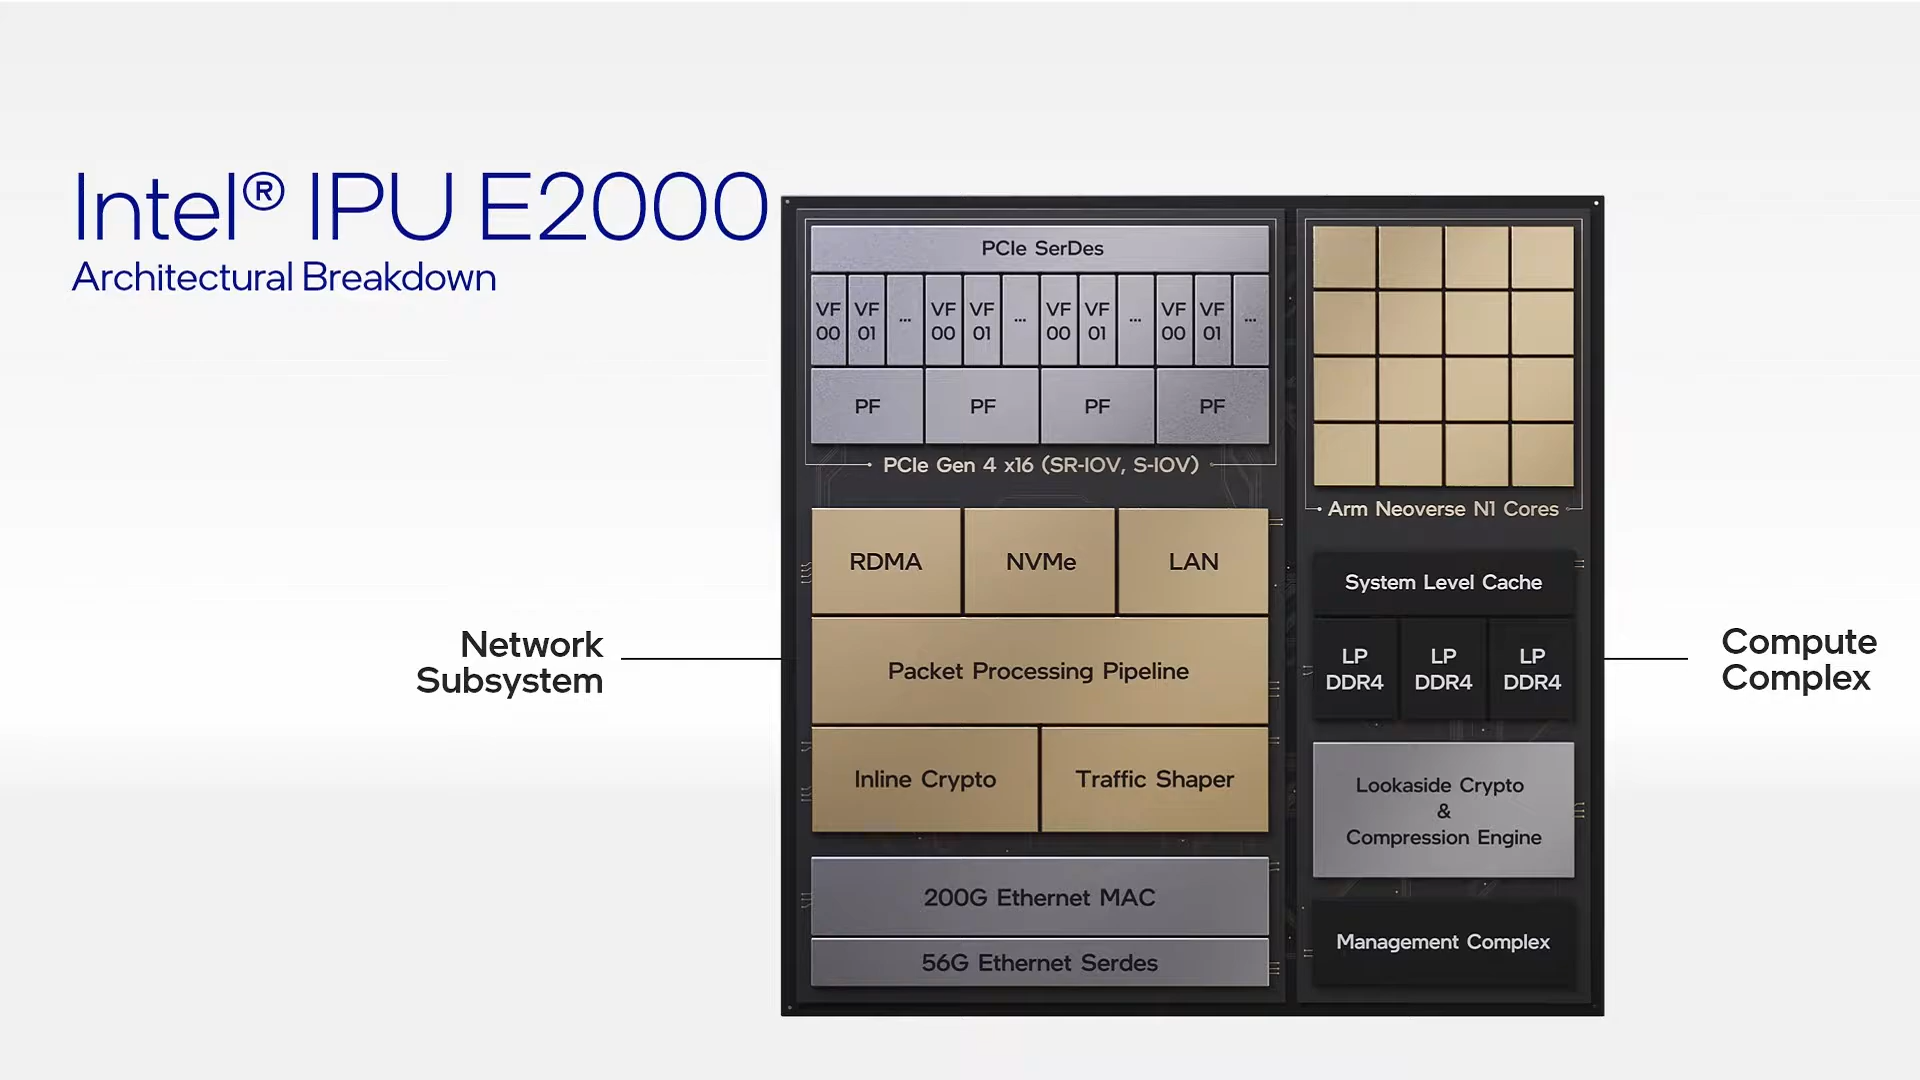 Intel® IPU E2000
Architectural Breakdown
Network
Subsystem
PCIe SerDes
VF 00 VF 01 ... VF 00 VF 01 ... VF 00 VF 01 ... VF 00 VF 01 ...
PF PF PF PF
PCIe Gen 4 x16 (SR-IOV, S-IOV)
RDMA NVMe LAN
Packet Processing Pipeline
Inline Crypto Traffic Shaper
200G Ethernet MAC
56G Ethernet Serdes
Arm Neoverse N1 Cores
System Level Cache
LP DDR4 LP DDR4 LP DDR4
Lookaside Crypto
&
Compression Engine
Management Complex
Compute
Complex